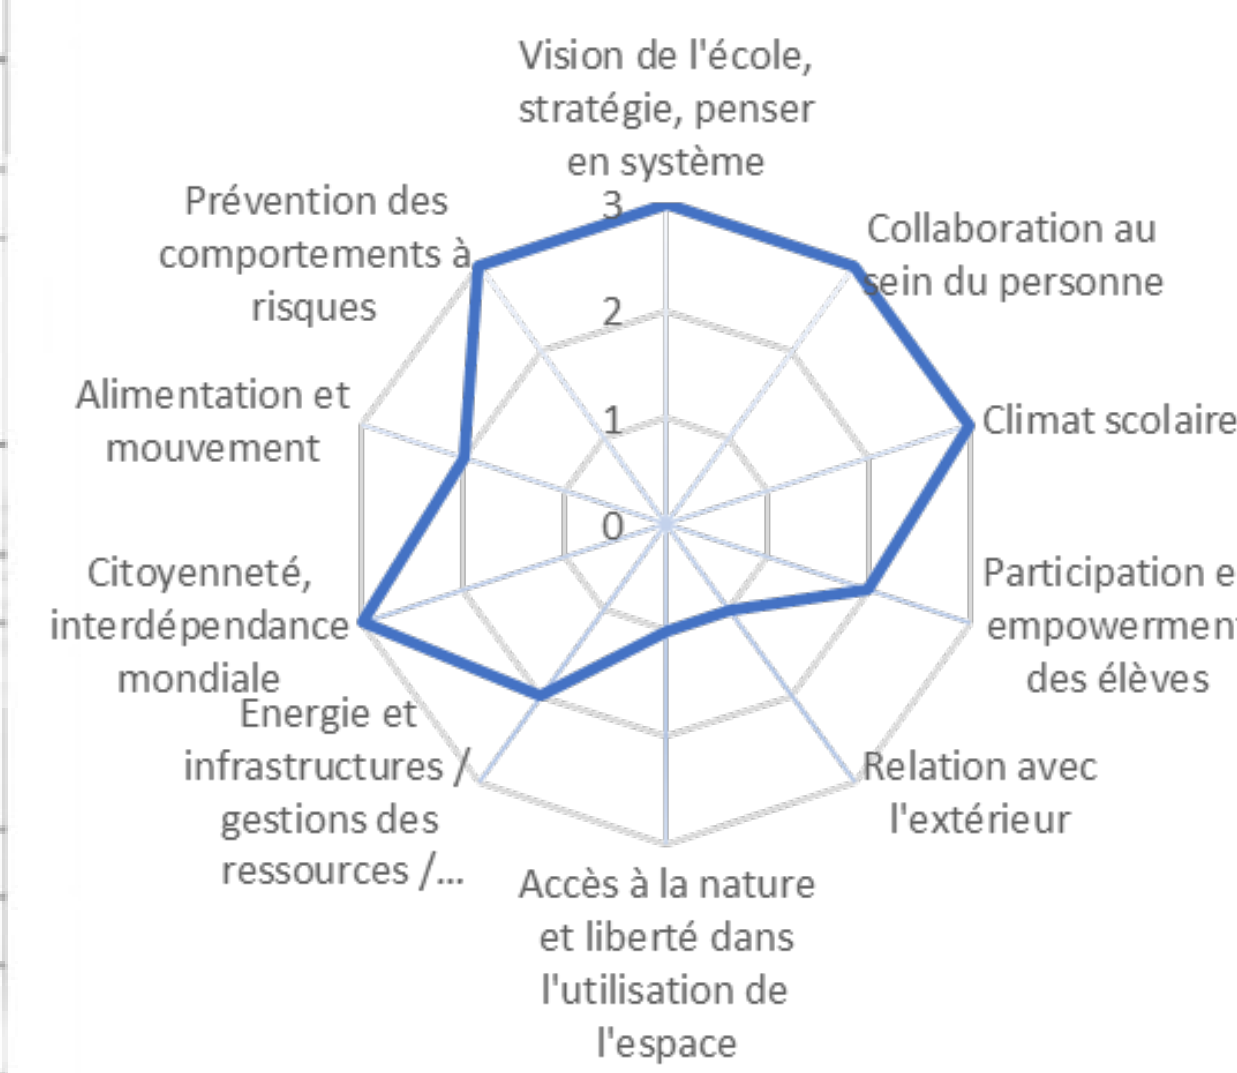 Vision de l'école,
stratégie, penser
en système
Prévention des
comportements à
risques
3
Collaboration au
sein du personne
2
Alimentation et
mouvement
1
Climat scolaire
0
Citoyenneté,
interdépendance
mondiale
Participation e
empowermen
des élèves
Energie et
infrastructures /
gestions des
ressources /...
Relation avec
l'extérieur
Accès à la nature
et liberté dans
l'utilisation de
l'espace